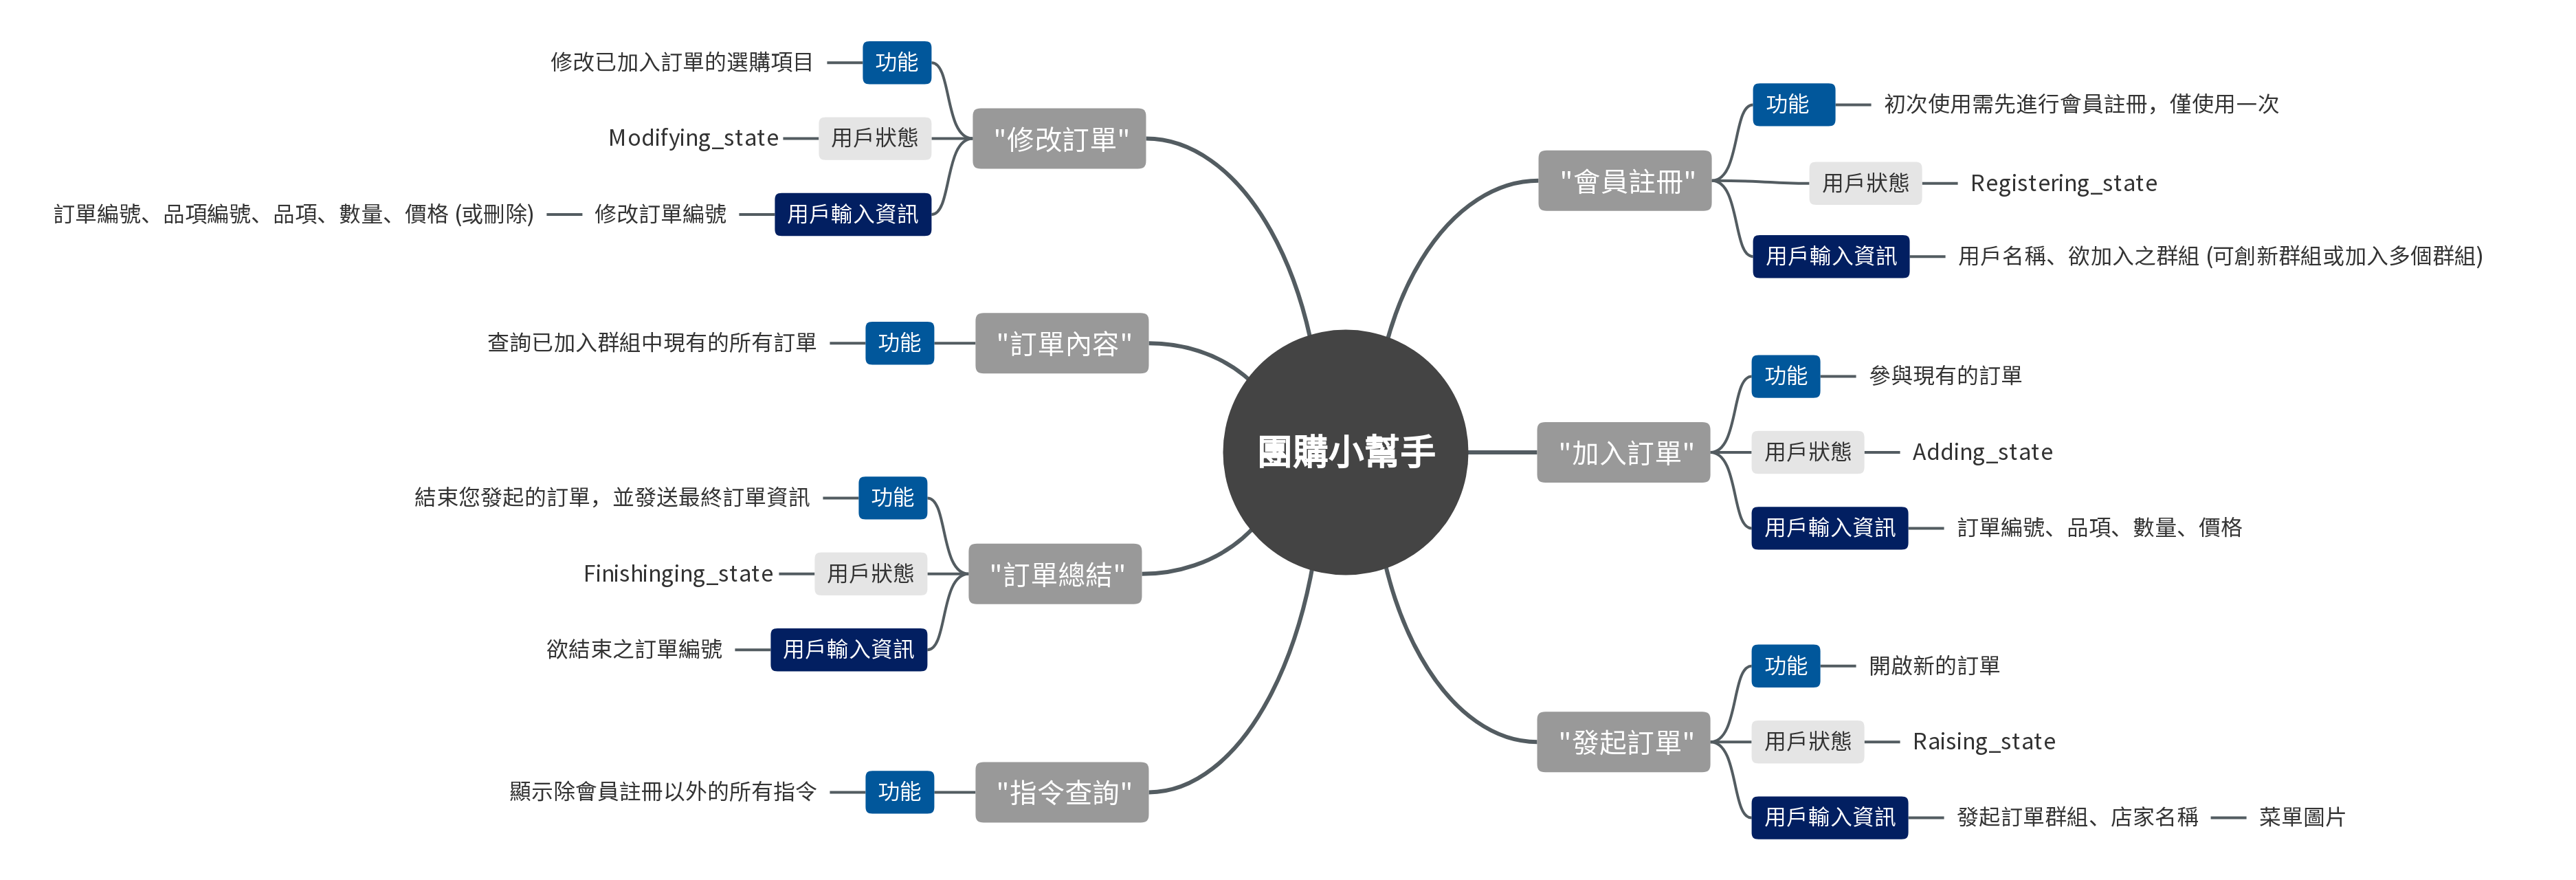 團購小幫手
"修改訂單"
功能
修改已加入訂單的選購項目
用戶狀態
Modifying_state
用戶輸入資訊
修改訂單編號
訂單編號、品項編號、品項、數量、價格 (或刪除)
"訂單內容"
功能
查詢已加入群組中現有的所有訂單
"訂單總結"
功能
結束您發起的訂單，並發送最終訂單資訊
用戶狀態
Finishinging_state
用戶輸入資訊
欲結束之訂單編號
"指令查詢"
功能
顯示除會員註冊以外的所有指令
"會員註冊"
功能
初次使用需先進行會員註冊，僅使用一次
用戶狀態
Registering_state
用戶輸入資訊
用戶名稱、欲加入之群組 (可創新群組或加入多個群組)
"加入訂單"
功能
參與現有的訂單
用戶狀態
Adding_state
用戶輸入資訊
訂單編號、品項、數量、價格
"發起訂單"
功能
開啟新的訂單
用戶狀態
Raising_state
用戶輸入資訊
發起訂單群組、店家名稱
菜單圖片